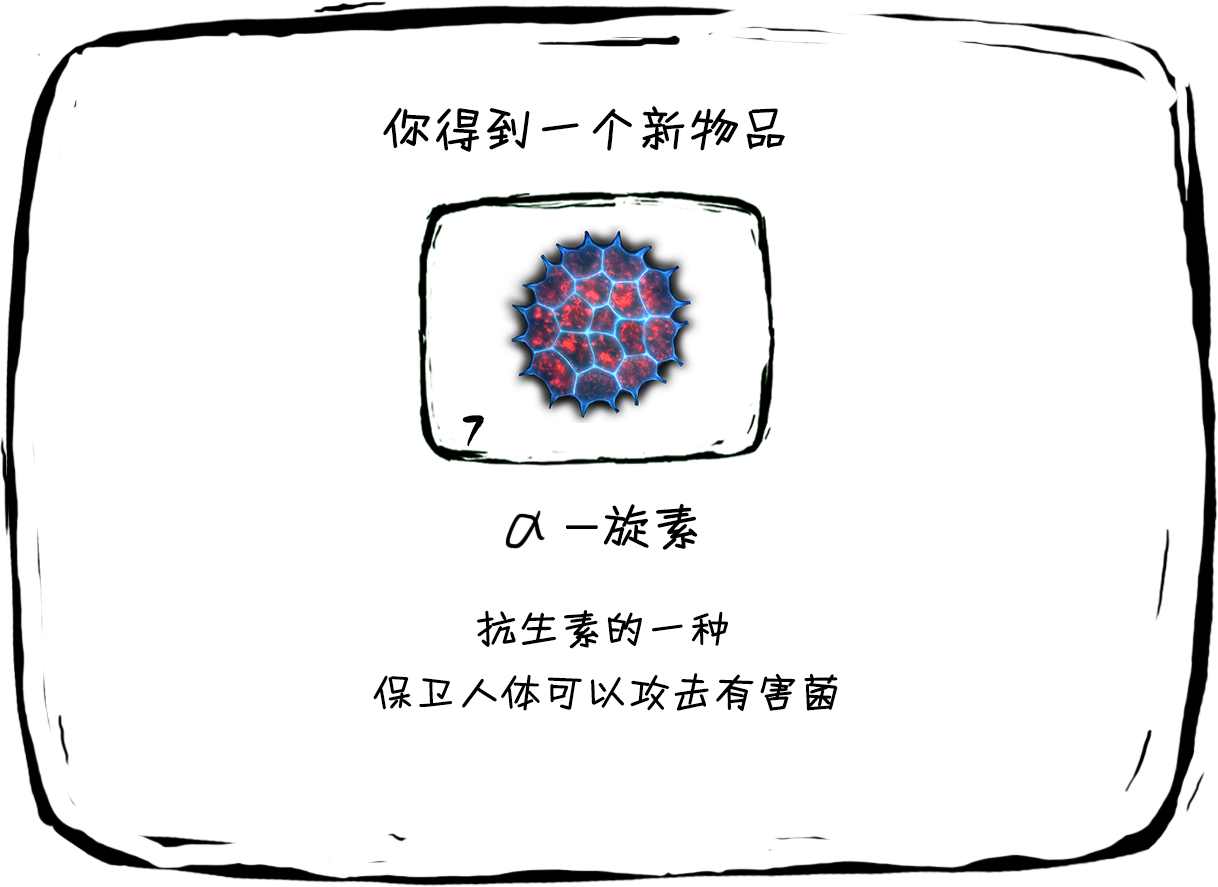 你得到一个新物品
7
α－旋素
抗生素的一种
保卫人体可以攻去有害菌